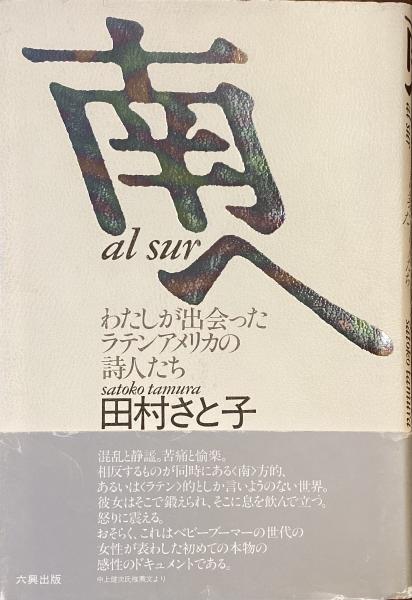 南へ
al sur
わたしが出会った
ラテンアメリカの
詩人たち
satoko tamura
田村さと子
混乱と静謐。苦痛と愉楽。
相反するものが同時にある〈南〉方的、
あるいは〈ラテン〉的としか言いようのない世界。
彼女はそこで鍛えられ、そこに息を飲んで立つ。
怒りに震える。
おそらく、これはベビーブーマーの世代の
女性が表わした初めての本物の
感性のドキュメントである。
六興出版
中上健次氏推薦文より
al sur
satoko tamura